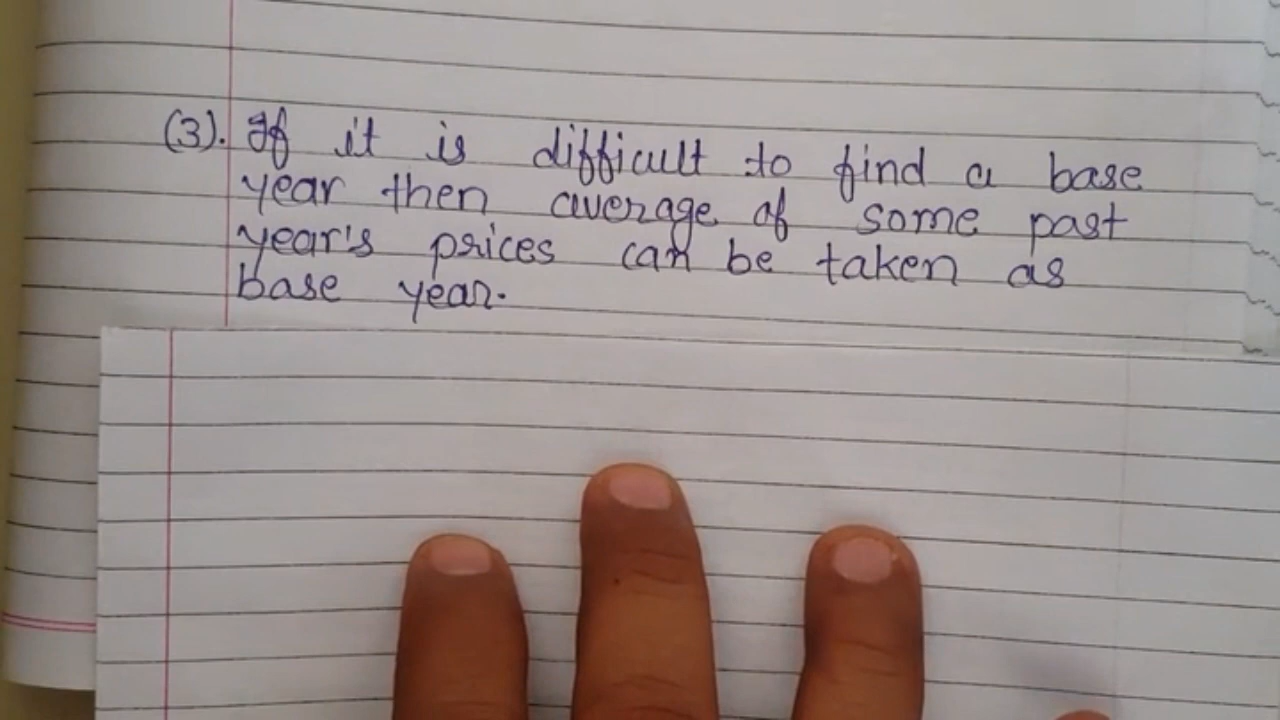 (3). If it is difficult to find a base
year then average of some past
year's prices can be taken as
base year.